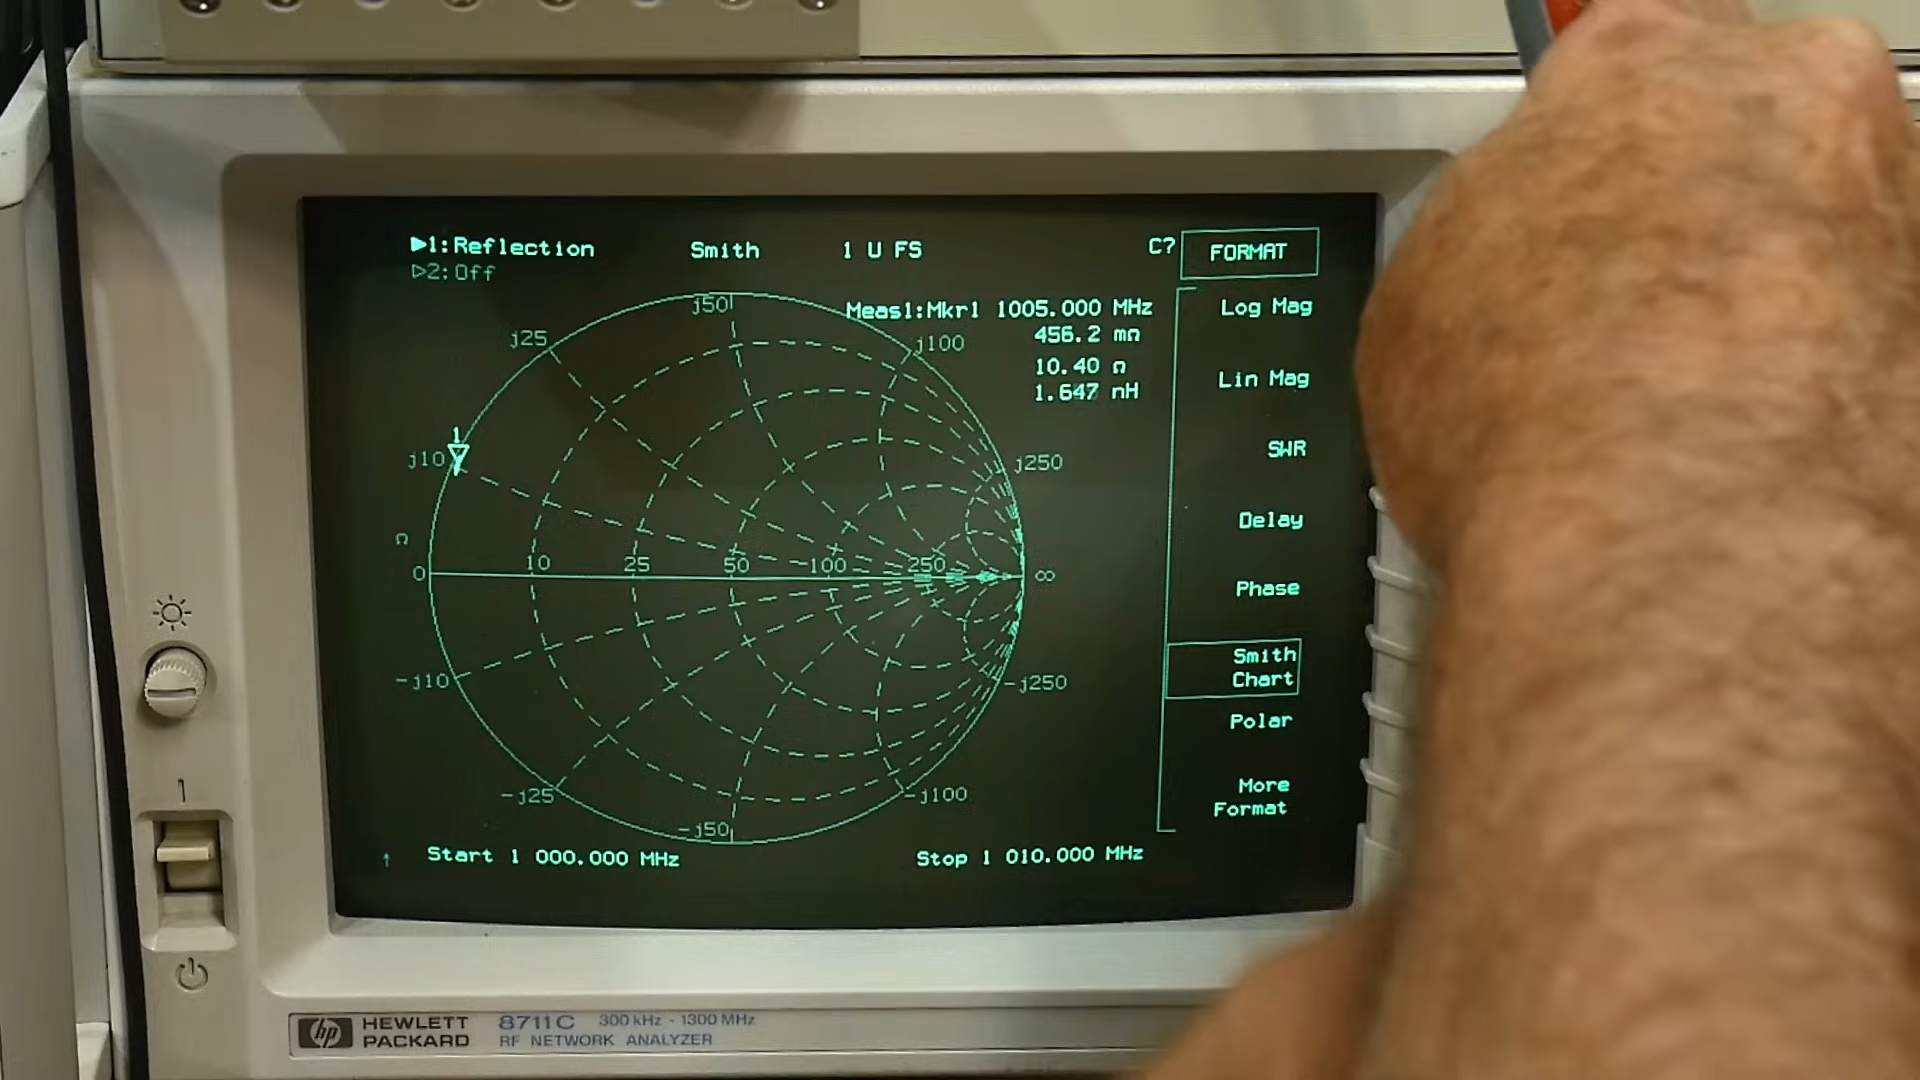 ▶1:Reflection Smith 1 U FS C? FORMAT
▷2:Off
Meas1:Mkr1 1005.000 MHz
456.2 mΩ
10.40 Ω
1.647 nH
Log Mag
Lin Mag
SWR
Delay
Phase
Smith
Chart
Polar
More
Format
j50
j25
j100
1
j10
j250
Ω
0 10 25 50 100 250 ∞
-j10
-j250
-j25
-j100
-j50
↑ Start 1 000.000 MHz Stop 1 010.000 MHz
1
hp HEWLETT PACKARD 8711C 300 kHz - 1300 MHz
RF NETWORK ANALYZER